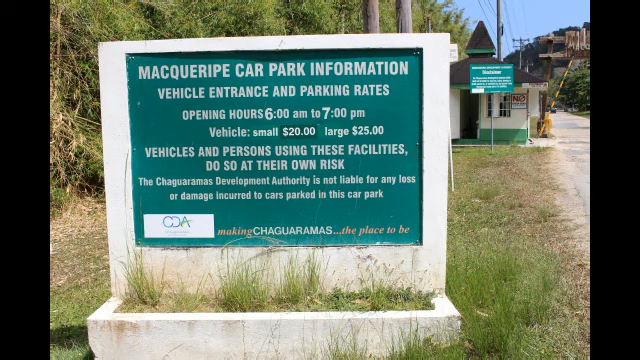 MACQUERIPE CAR PARK INFORMATION
VEHICLE ENTRANCE AND PARKING RATES
OPENING HOURS 6:00 am to 7:00 pm
Vehicle: small $20.00 large $25.00
VEHICLES AND PERSONS USING THESE FACILITIES,
DO SO AT THEIR OWN RISK
The Chaguaramas Development Authority is not liable for any loss
or damage incurred to cars parked in this car park
CDA
makingCHAGUARAMAS...the place to be
Disclaimer
NO